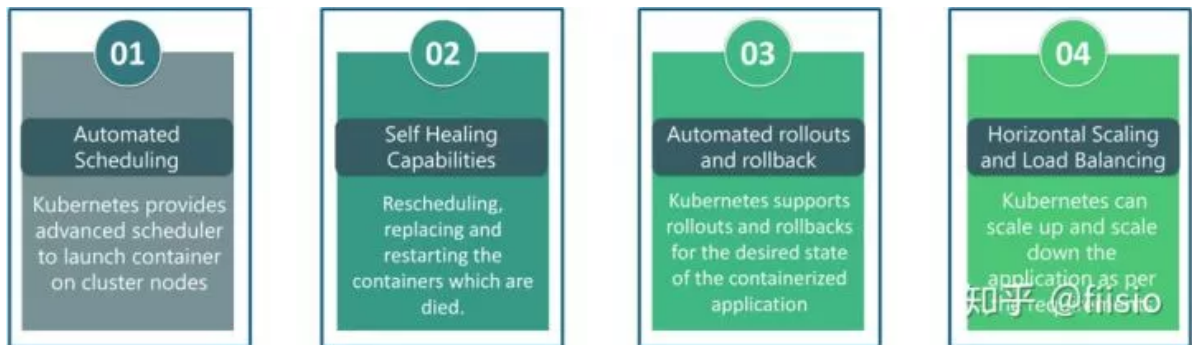 01
Automated
Scheduling
Kubernetes provides
advanced scheduler
to launch container
on cluster nodes
02
Self Healing
Capabilities
Rescheduling,
replacing and
restarting the
containers which are
died.
03
Automated rollouts
and rollback
Kubernetes supports
rollouts and rollbacks
for the desired state
of the containerized
application
04
Horizontal Scaling
and Load Balancing
Kubernetes can
scale up and scale
down the
application as per
the requirements
知乎 @fiisio